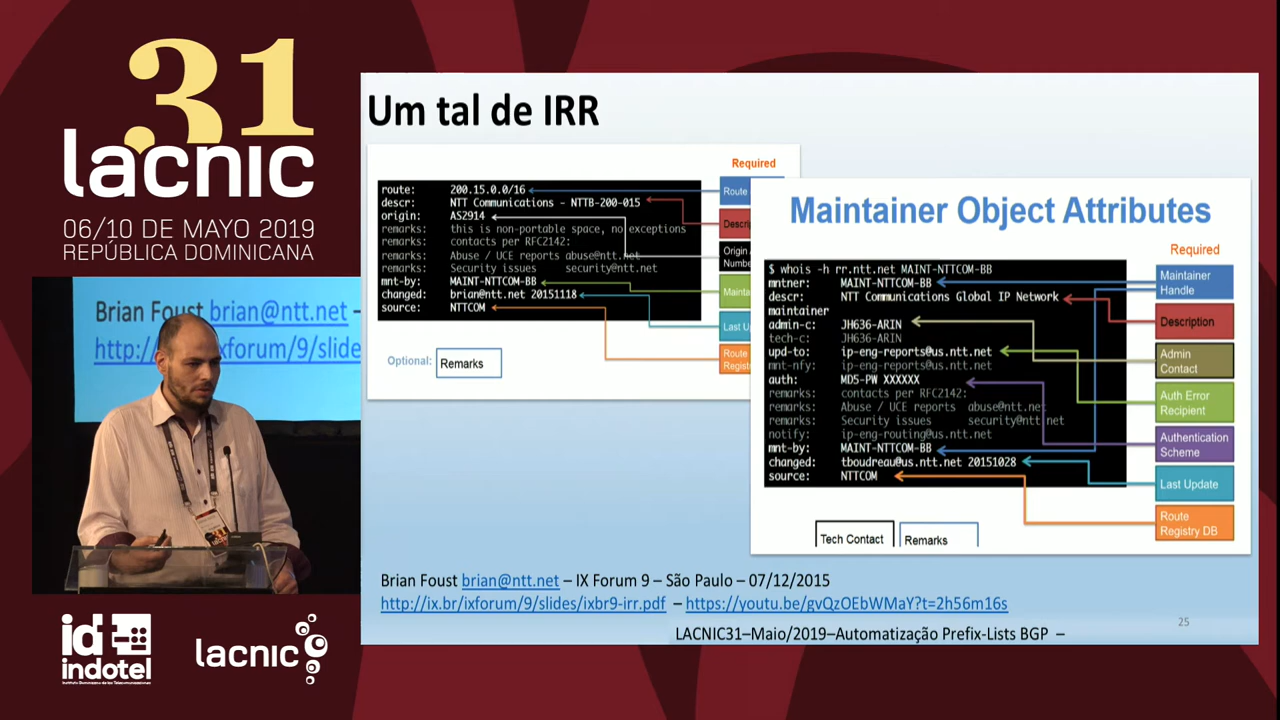 31
lacnic
06/10 DE MAYO 2019
REPÚBLICA DOMINICANA
Um tal de IRR
Required
route: 200.15.0.0/16
descr: NTT Communications - NTTB-200-015
origin: AS2914
remarks: this is non-portable space, no exceptions
remarks: contacts per RFC2142:
remarks: Abuse / UCE reports abuse@ntt.net
remarks: Security issues security@ntt.net
mnt-by: MAINT-NTTCOM-BB
changed: brian@ntt.net 20151118
source: NTTCOM
Route
Descrip
Origin A
Numbe
Mainta
Last U
Route
Registr
Optional: Remarks
Maintainer Object Attributes
Required
$ whois -h rr.ntt.net MAINT-NTTCOM-BB
mntner: MAINT-NTTCOM-BB
descr: NTT Communications Global IP Network
maintainer
admin-c: JH636-ARIN
tech-c: JH636-ARIN
upd-to: ip-eng-reports@us.ntt.net
mnt-nfy: ip-eng-reports@us.ntt.net
auth: MD5-PW XXXXXX
remarks: contacts per RFC2142:
remarks: Abuse / UCE reports abuse@ntt.net
remarks: Security issues security@ntt.net
notify: ip-eng-routing@us.ntt.net
mnt-by: MAINT-NTTCOM-BB
changed: tboudreau@us.ntt.net 20151028
source: NTTCOM
Maintainer
Handle
Description
Admin
Contact
Auth Error
Recipient
Authentication
Scheme
Last Update
Route
Registry DB
Tech Contact
Remarks
Brian Foust brian@ntt.net – IX Forum 9 – São Paulo – 07/12/2015
http://ix.br/ixforum/9/slides/ixbr9-irr.pdf – https://youtu.be/gvQzOEbWMaY?t=2h56m16s
25
LACNIC31–Maio/2019–Automatização Prefix-Lists BGP –
Brian Foust brian@ntt.net –
http:// ixforum/9/slide
31
indotel
lacnic